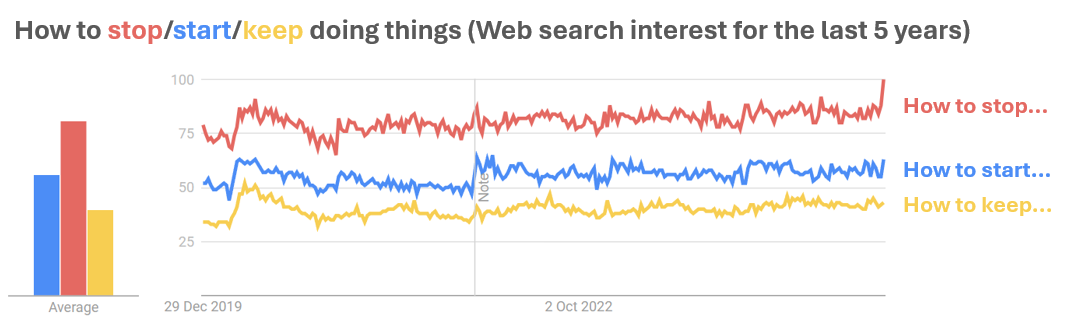 How to stop/start/keep doing things (Web search interest for the last 5 years)
100
75
50
25
Note
How to stop...
How to start...
How to keep...
Average
29 Dec 2019
2 Oct 2022